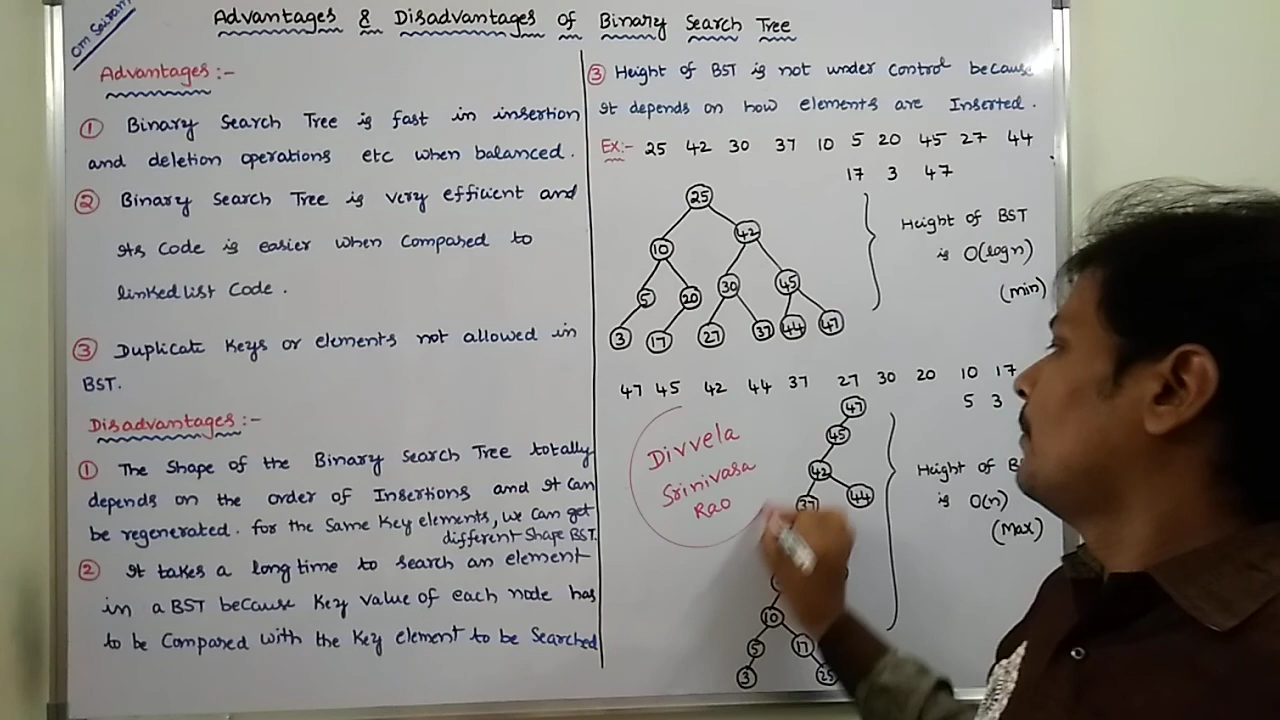 Om Sairam
Advantages & Disadvantages of Binary Search Tree
Advantages :-
① Binary Search Tree is fast in insertion
and deletion operations etc when balanced.
② Binary Search Tree is very efficient and
Its Code is easier when compared to
linkedlist Code.
③ Duplicate keys or elements not allowed in
BST.
Disadvantages :-
① The Shape of the Binary Search Tree totally
depends on the order of Insertions and it can
be regenerated. for the Same key elements, we can get
different Shape BST.
② It takes a long time to search an element
in a BST because key value of each node has
to be Compared with the key element to be Searched
③ Height of BST is not under control because
It depends on how elements are Inserted.
Ex:- 25 42 30 37 10 5 20 45 27 44
17 3 47
25
10 42
5 20 30 45
3 17 27 37 44 47
Height of BST
is O(logn)
(min)
47 45 42 44 37 27 30 20 10 17
5 3
47
45
42
37 44
10
5 17
3 25
Height of
is O(n)
(Max)
Divvela
Srinivasa
Rao